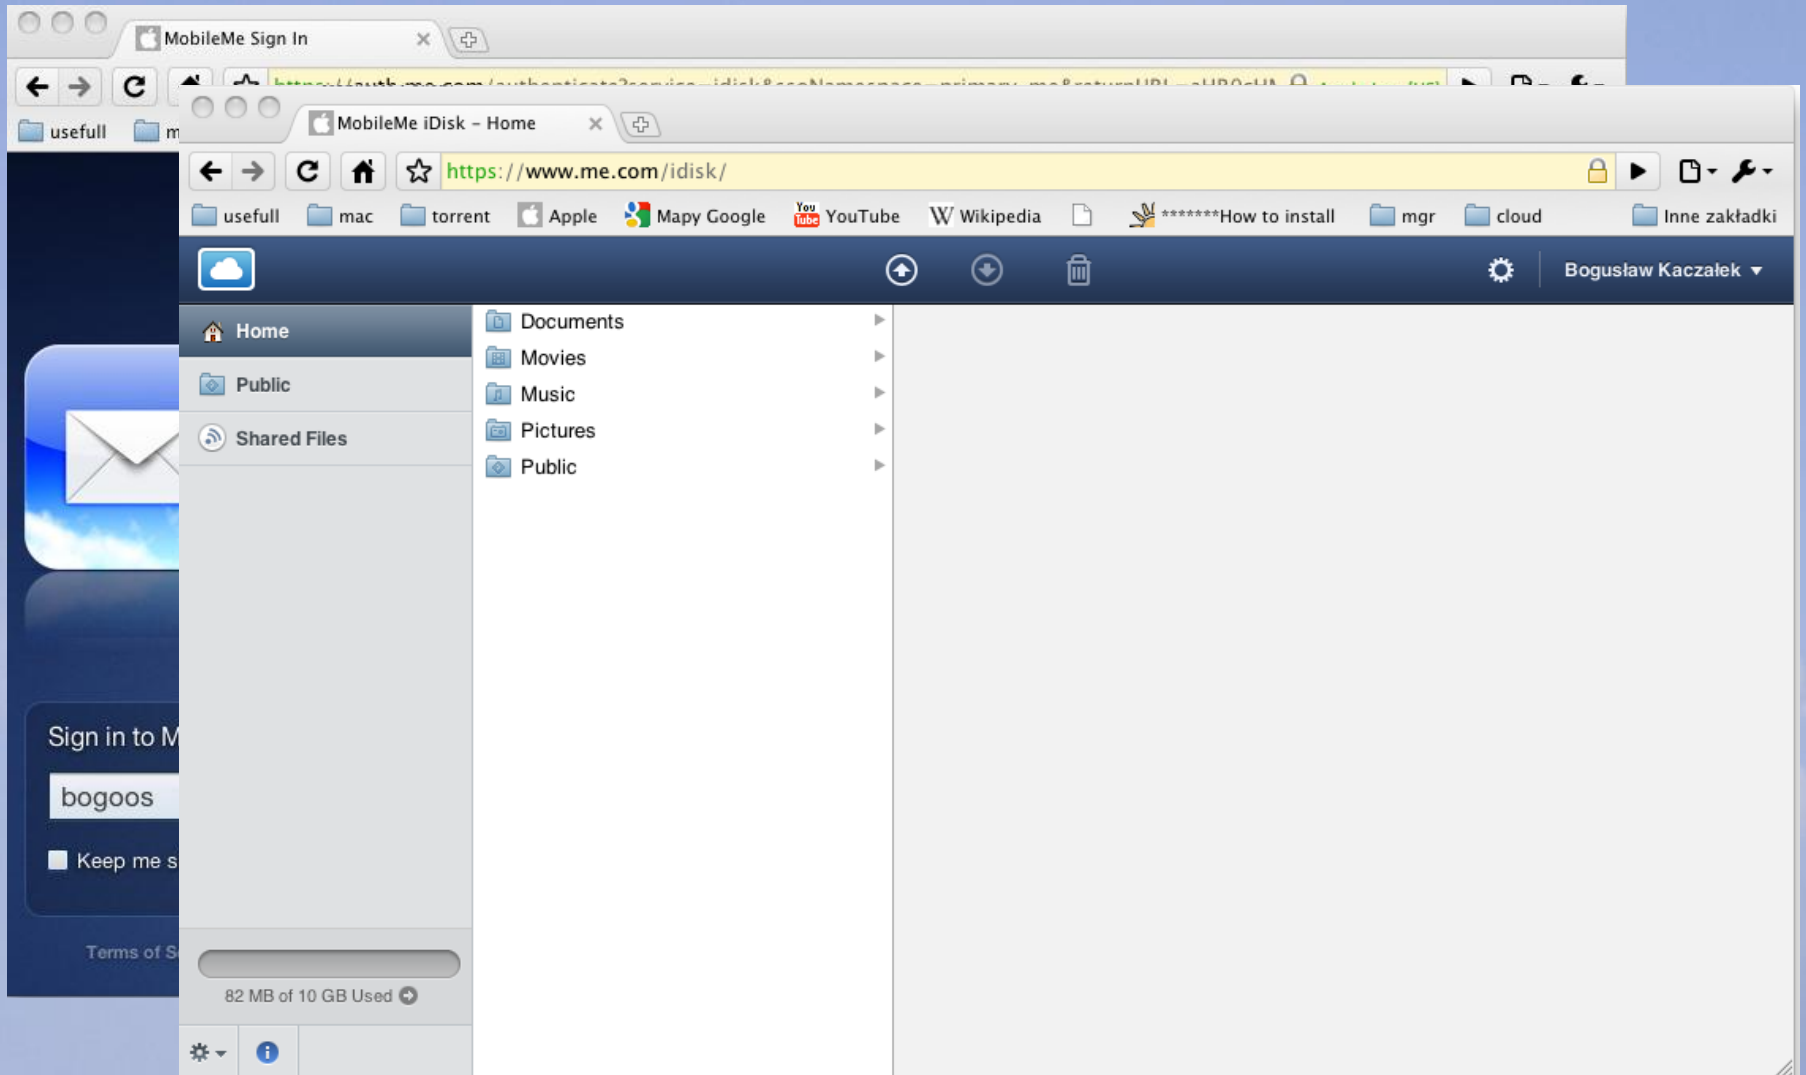 MobileMe Sign In
usefull
MobileMe iDisk – Home
https://www.me.com/idisk/
usefull mac torrent Apple Mapy Google YouTube Wikipedia *******How to install mgr cloud Inne zakładki
Bogusław Kaczałek
Home
Public
Shared Files
Documents
Movies
Music
Pictures
Public
Sign in to M
bogoos
Keep me s
Terms of S
82 MB of 10 GB Used